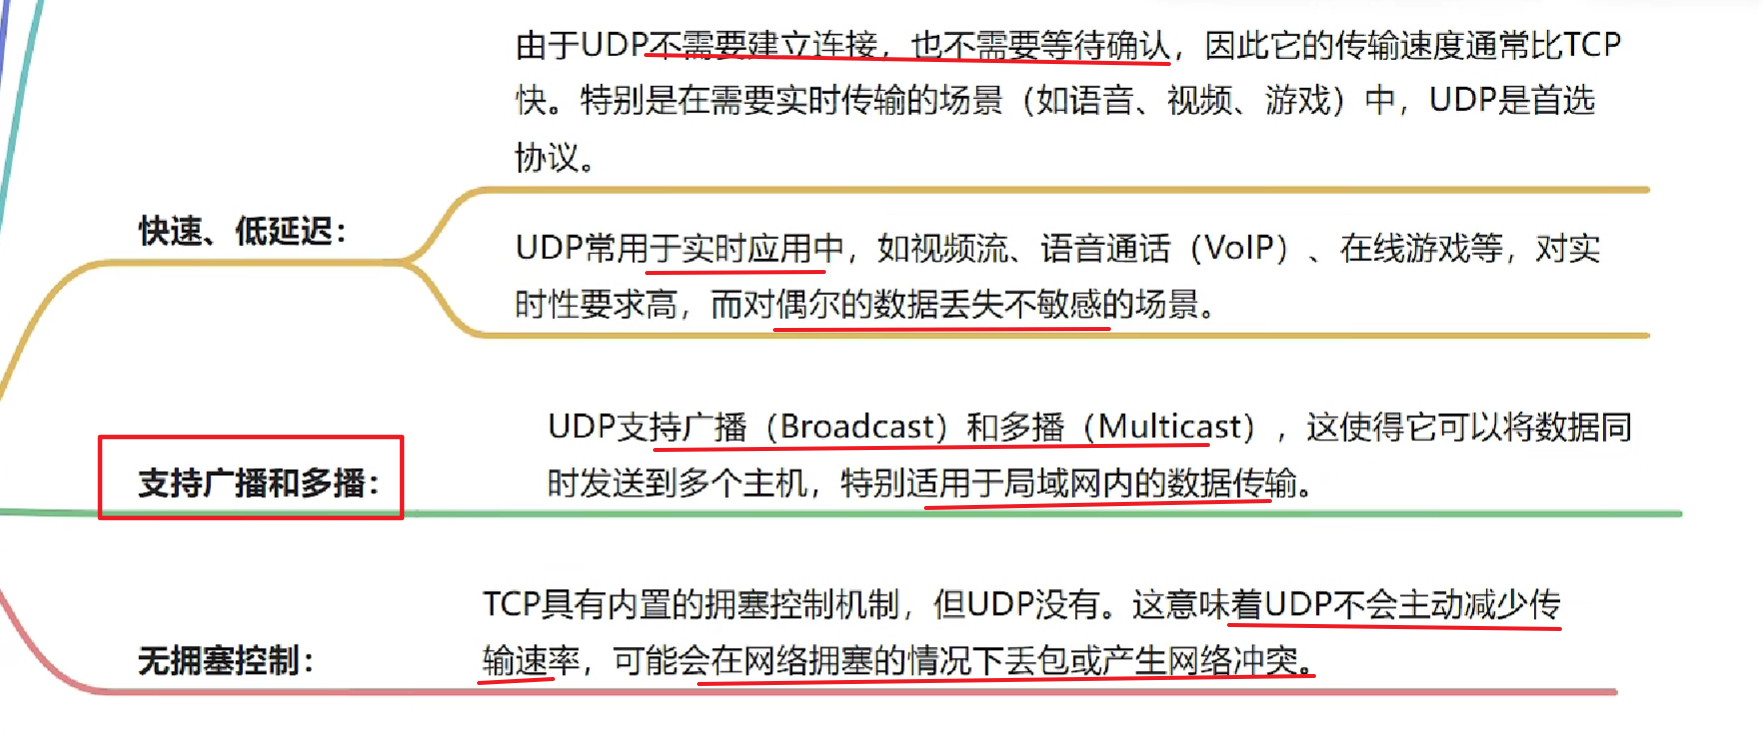 由于UDP不需要建立连接，也不需要等待确认，因此它的传输速度通常比TCP
快。特别是在需要实时传输的场景（如语音、视频、游戏）中，UDP是首选
协议。
快速、低延迟：
UDP常用于实时应用中，如视频流、语音通话（VoIP）、在线游戏等，对实
时性要求高，而对偶尔的数据丢失不敏感的场景。
UDP支持广播（Broadcast）和多播（Multicast），这使得它可以将数据同
支持广播和多播：
时发送到多个主机，特别适用于局域网内的数据传输。
TCP具有内置的拥塞控制机制，但UDP没有。这意味着UDP不会主动减少传
无拥塞控制：
输速率，可能会在网络拥塞的情况下丢包或产生网络冲突。